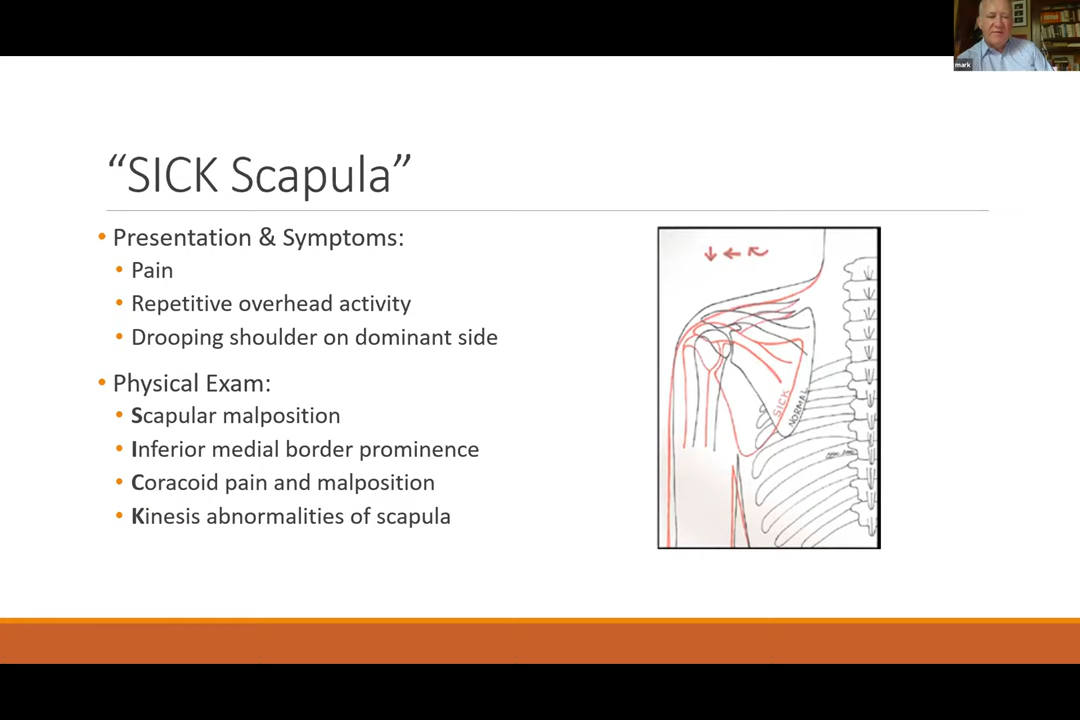 mark
“SICK Scapula”
• Presentation & Symptoms:
• Pain
• Repetitive overhead activity
• Drooping shoulder on dominant side
• Physical Exam:
• Scapular malposition
• Inferior medial border prominence
• Coracoid pain and malposition
• Kinesis abnormalities of scapula
SICK
NORMAL